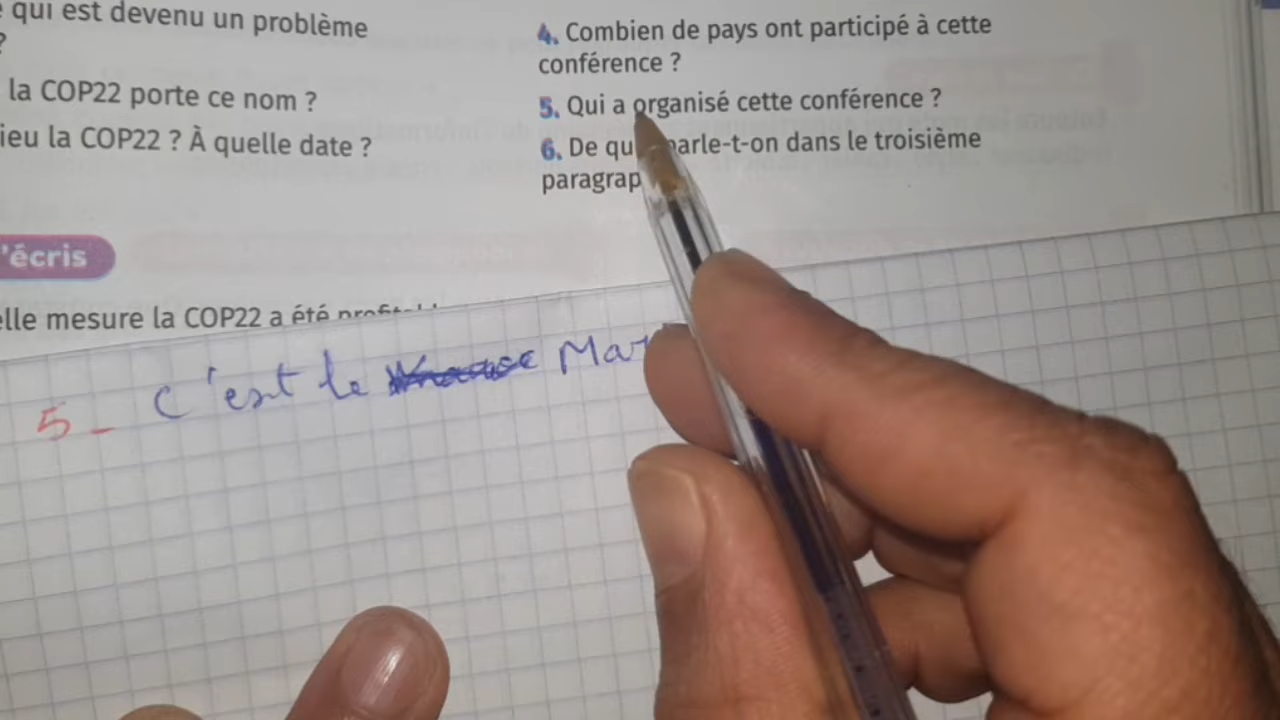 qui est devenu un problème
?
la COP22 porte ce nom ?
ieu la COP22 ? À quelle date ?
4. Combien de pays ont participé à cette
conférence ?
5. Qui a organisé cette conférence ?
6. De qu arle-t-on dans le troisième
paragrap
'écris
elle mesure la COP22 a été
5_ c'est le Mar